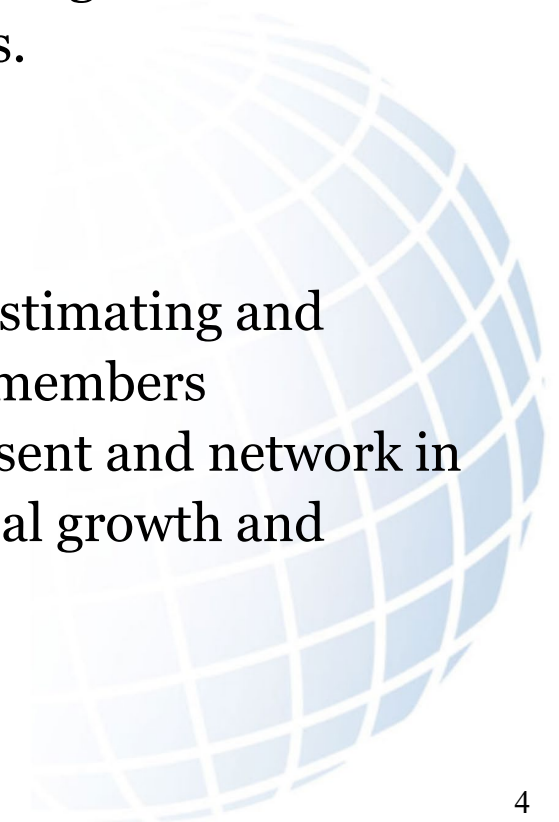 s.
stimating and
members
sent and network in
al growth and
4